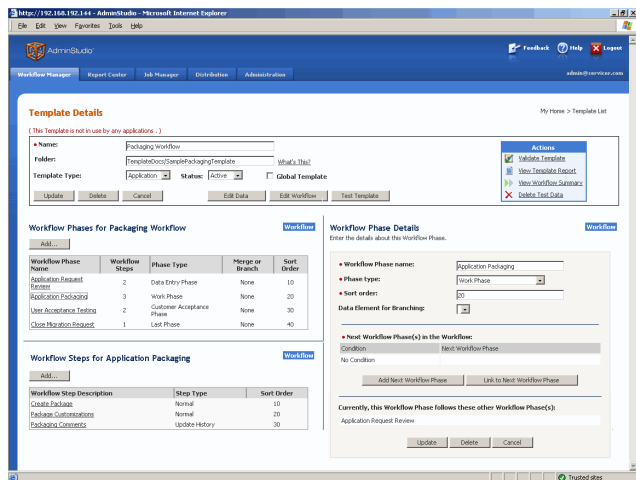 http://192.168.192.144 - AdminStudio - Microsoft Internet Explorer
File Edit View Favorites Tools Help
AdminStudio
Feedback Help Logout
Workflow Manager Report Center Job Manager Distribution Administration
admin@servicer.com
Template Details
My Home > Template List
( This Template is not in use by any applications . )
Name: Packaging Workflow
Folder: TemplateDocs/SamplePackagingTemplate What's This?
Template Type: Application Status: Active Global Template
Update Delete Cancel Edit Data Edit Workflow Test Template
Actions
Validate Template
View Template Report
View Workflow Summary
Delete Test Data
Workflow Phases for Packaging Workflow Workflow
Add...
Workflow Phase Name Workflow Steps Phase Type Merge or Branch Sort Order
Application Request Review 2 Data Entry Phase None 10
Application Packaging 3 Work Phase None 20
User Acceptance Testing 2 Customer Acceptance Phase None 30
Close Migration Request 1 Last Phase None 40
Workflow Steps for Application Packaging Workflow
Add...
Workflow Step Description Step Type Sort Order
Create Package Normal 10
Package Customizations Normal 20
Packaging Comments Update History 30
Workflow Phase Details Workflow
Enter the details about this Workflow Phase.
Workflow Phase name: Application Packaging
Phase type: Work Phase
Sort order: 20
Data Element for Branching:
Next Workflow Phase(s) in the Workflow:
Condition Next Workflow Phase
No Condition
Add Next Workflow Phase Link to Next Workflow Phase
Currently, this Workflow Phase follows these other Workflow Phase(s):
Application Request Review
Update Delete Cancel
Trusted sites